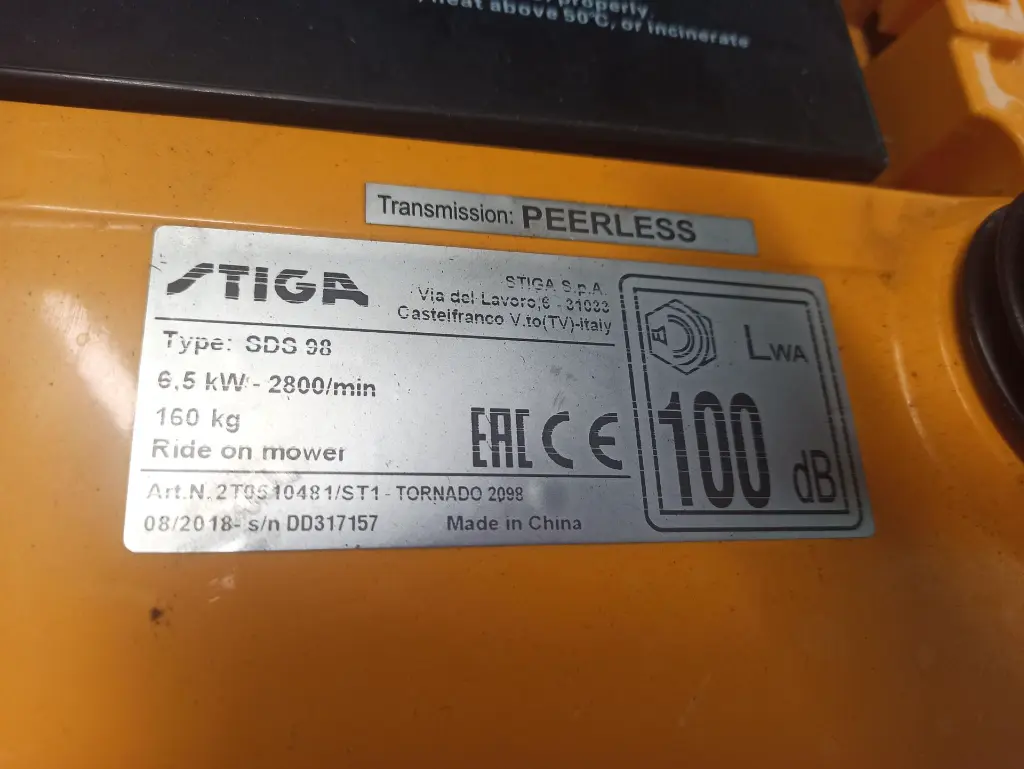 properly.
heat above 50°C, or incinerate
Transmission: PEERLESS
STIGA
STIGA S.p.A.
Via del Lavoro,6 - 31033
Castelfranco V.to(TV)-Italy
Type: SDS 98
6,5 kW - 2800/min
160 kg
Ride on mower
EAC CE
Art.N. 2T0510481/ST1 - TORNADO 2098
08/2018- s/n DD317157 Made in China
LWA
100
dB